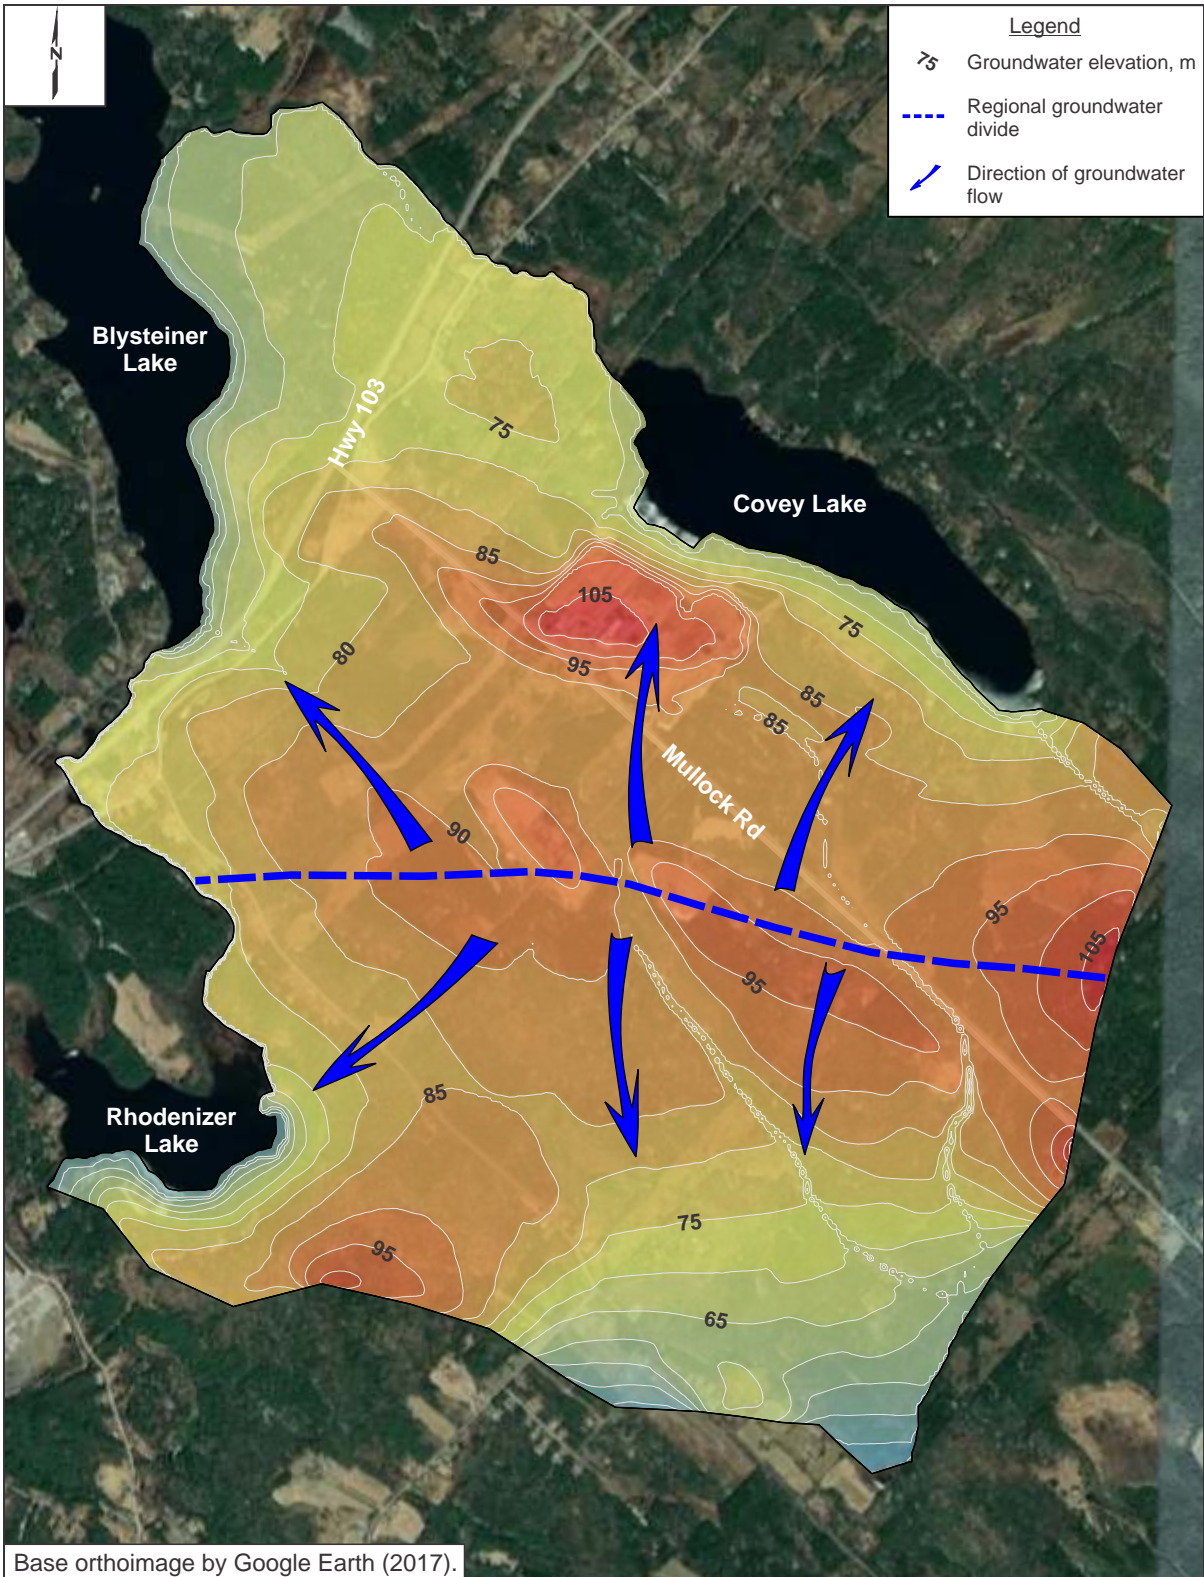 N
Legend
75 Groundwater elevation, m
Regional groundwater
divide
Direction of groundwater
flow
Blysteiner
Lake
Hwy 103
75
Covey Lake
85
105
75
80
95
85
85
Mullock Rd
90
95
105
95
85
Rhodenizer
Lake
75
95
65
Base orthoimage by Google Earth (2017).